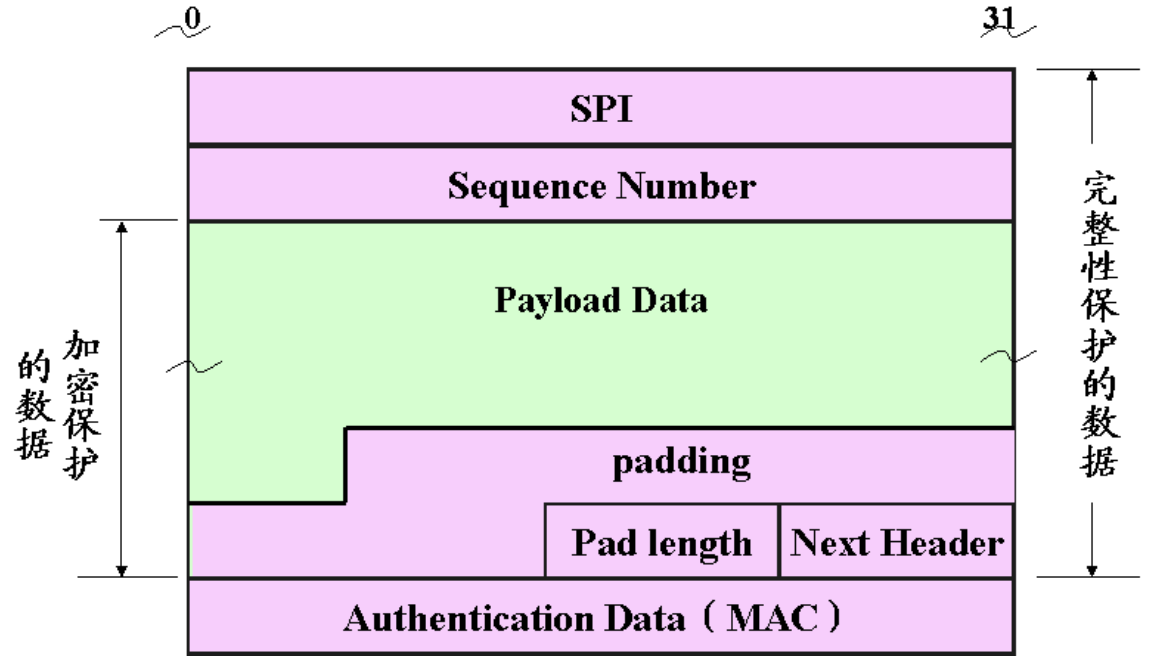 0
31
SPI
Sequence Number
Payload Data
padding
Pad length
Next Header
Authentication Data（MAC）
加密保护
的数据
完整性保护的数据